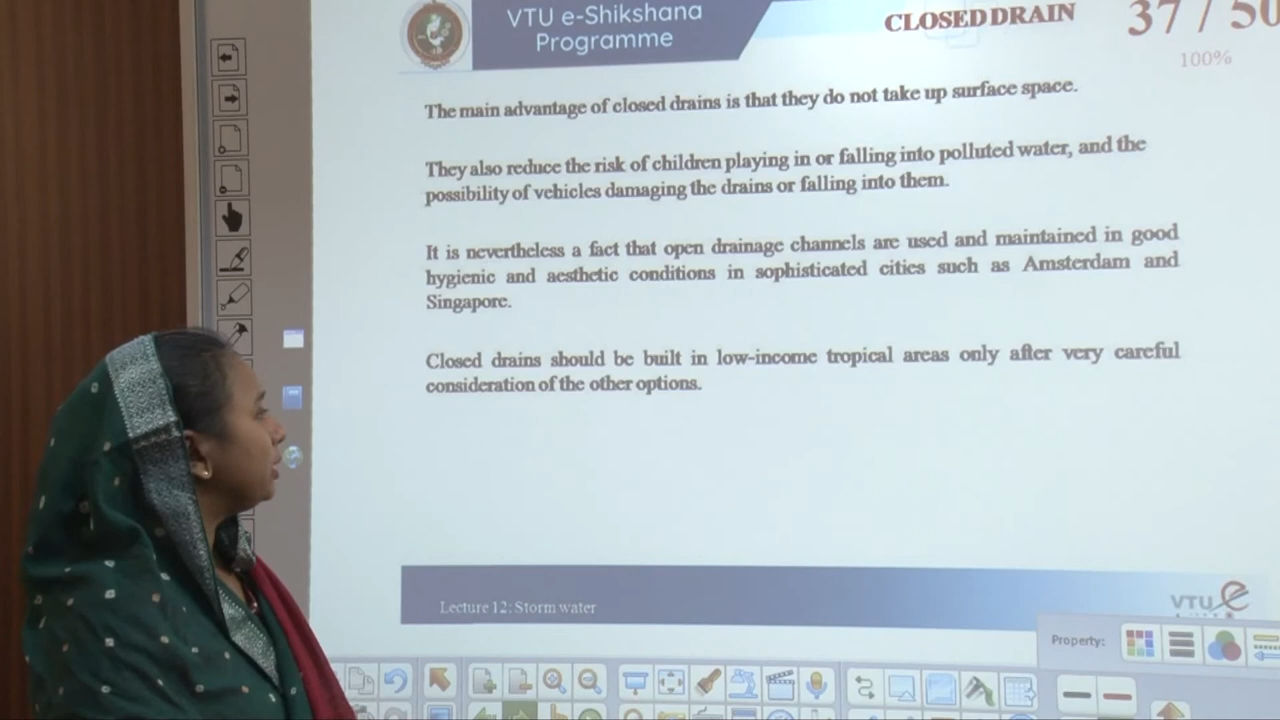 VTU e-Shikshana
Programme
CLOSED DRAIN
37 / 50
100%
The main advantage of closed drains is that they do not take up surface space.
They also reduce the risk of children playing in or falling into polluted water, and the
possibility of vehicles damaging the drains or falling into them.
It is nevertheless a fact that open drainage channels are used and maintained in good
hygienic and aesthetic conditions in sophisticated cities such as Amsterdam and
Singapore.
Closed drains should be built in low-income tropical areas only after very careful
consideration of the other options.
Lecture 12: Storm water
VTU e
Property: